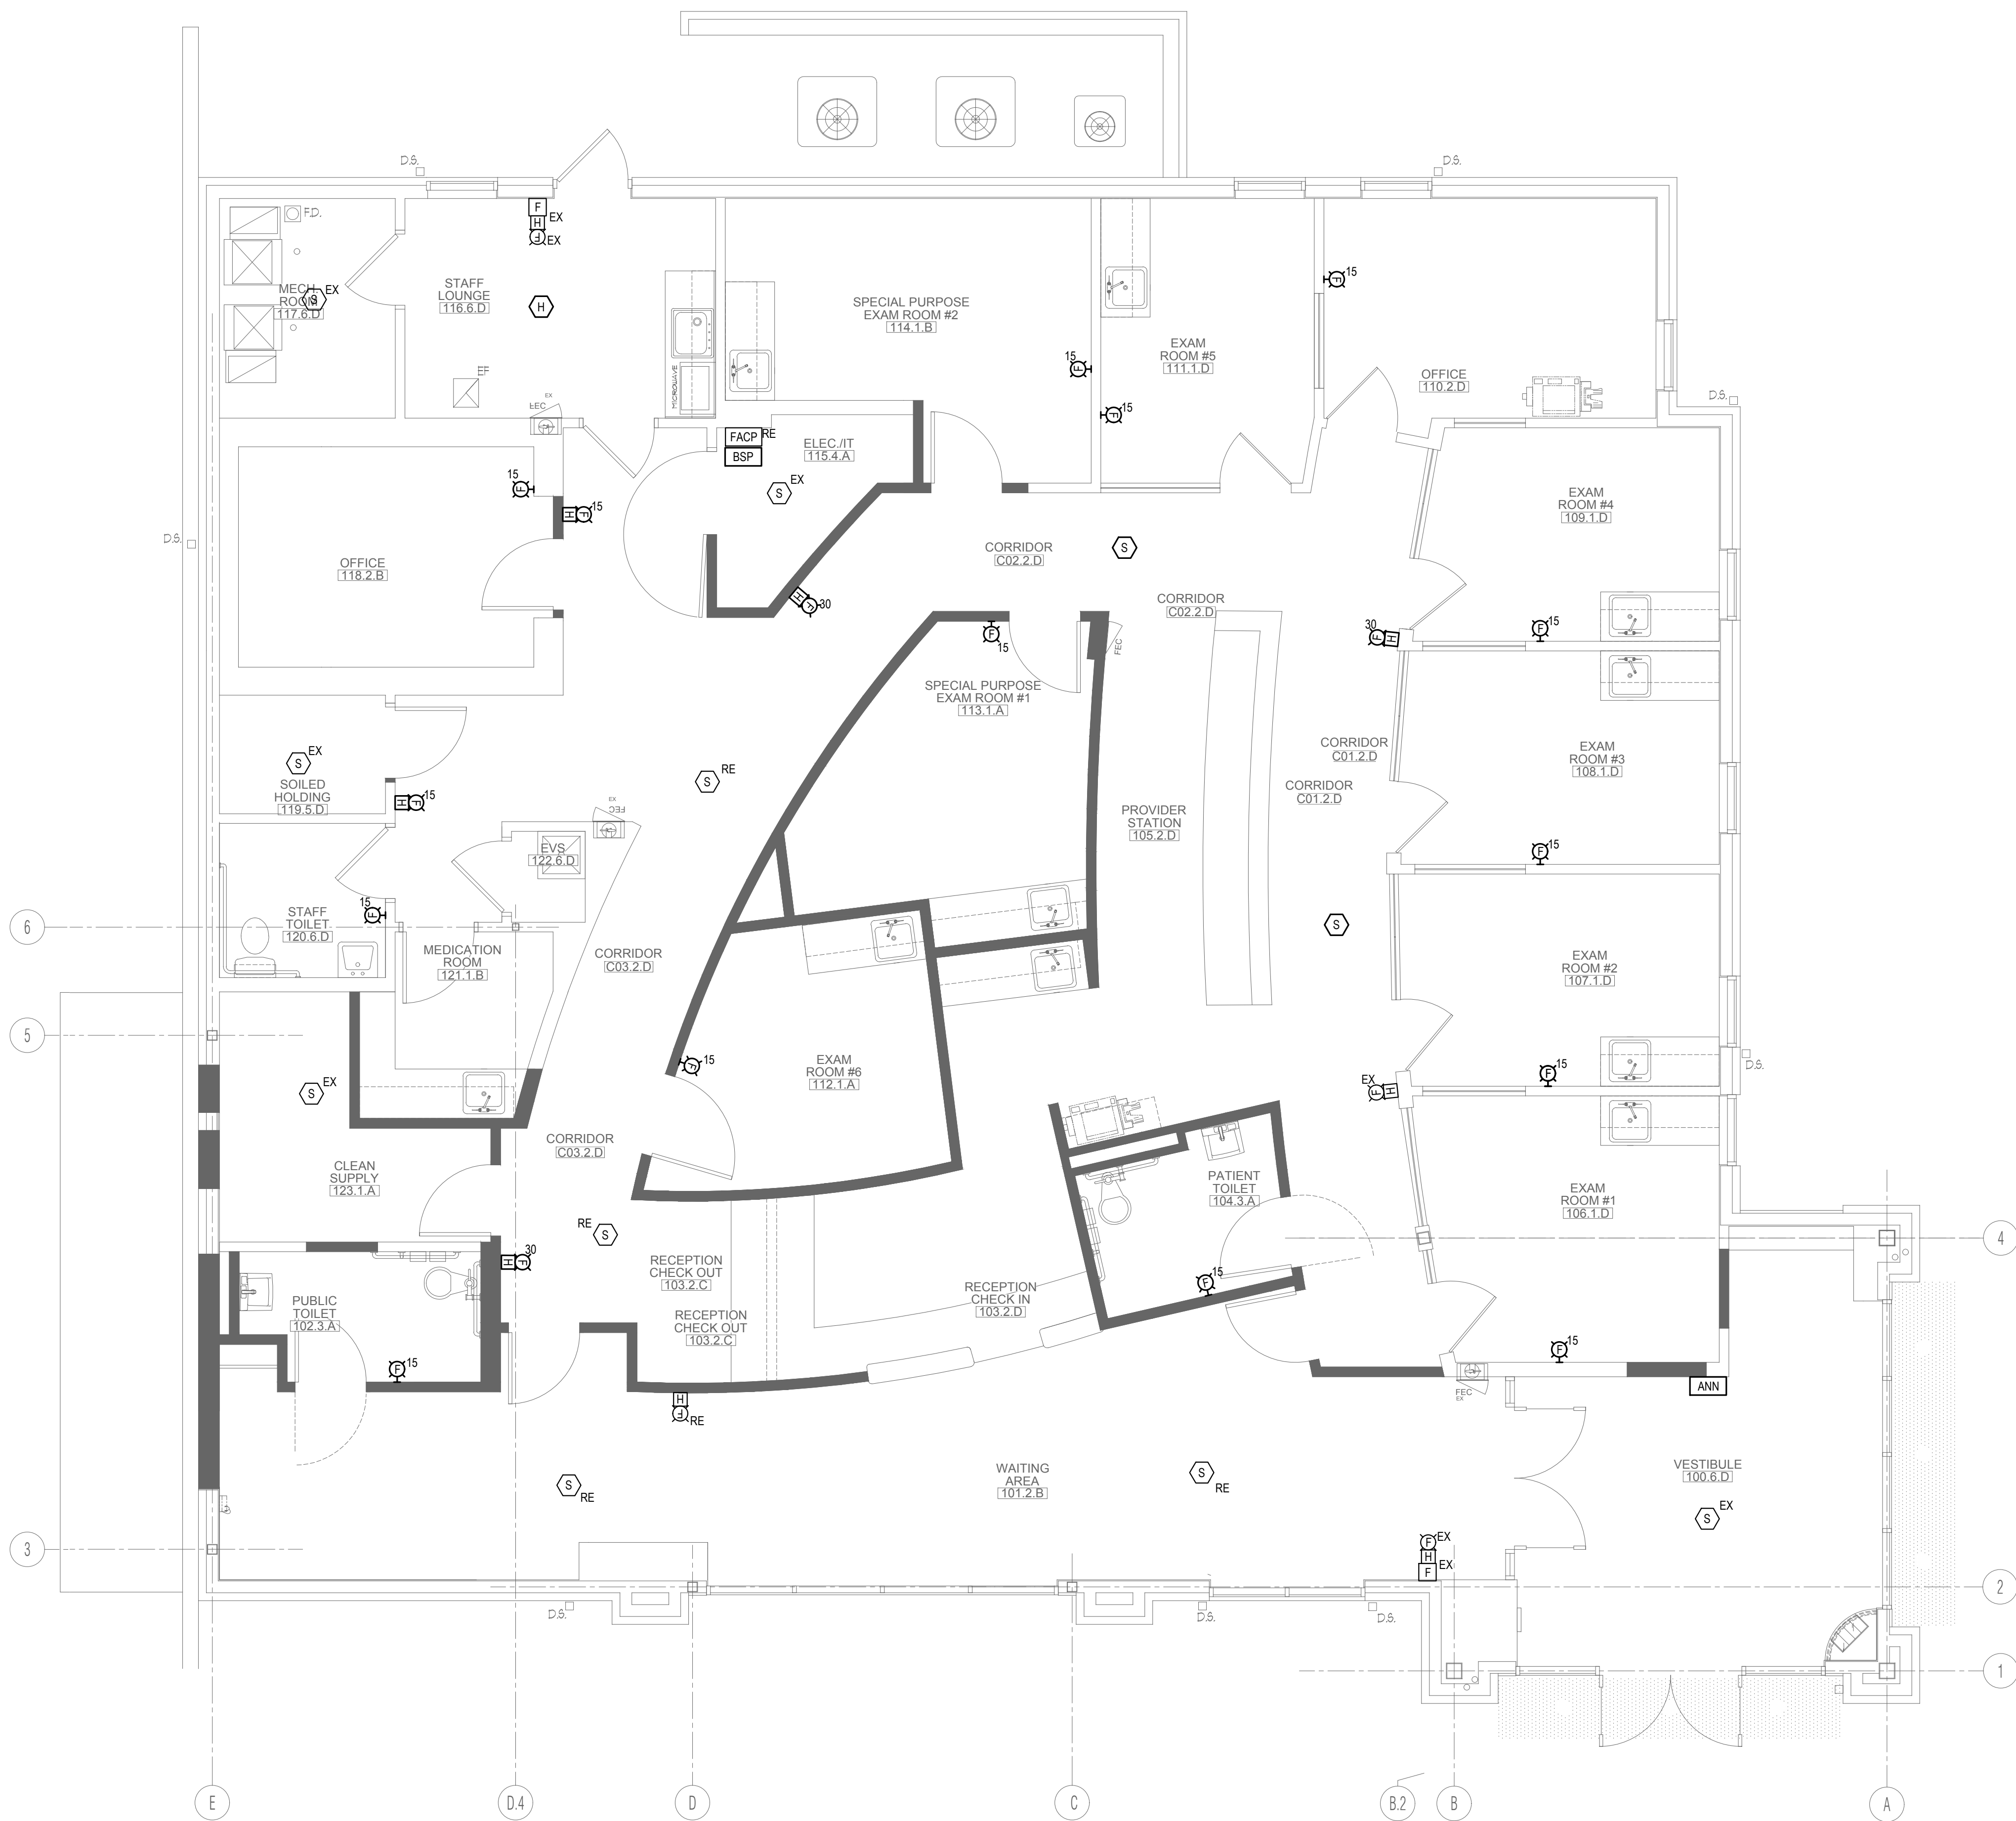 D.S.
D.S.
F.D.
F
H
EX
F
EX
MECH.
ROOM
117.6.D
S
EX
STAFF
LOUNGE
116.6.D
H
EF
MICROWAVE
SPECIAL PURPOSE
EXAM ROOM #2
114.1.B
15
F
EXAM
ROOM #5
111.1.D
F
15
F
15
OFFICE
110.2.D
D.S.
EX
FEC
FACP
RE
BSP
ELEC./IT
115.4.A
S
EX
15
F
H
F
15
D.S.
OFFICE
118.2.B
CORRIDOR
C02.2.D
S
EXAM
ROOM #4
109.1.D
H
F
30
CORRIDOR
C02.2.D
F
15
FEC
30
F
H
F
15
SPECIAL PURPOSE
EXAM ROOM #1
113.1.A
S
EX
SOILED
HOLDING
119.5.D
H
F
15
S
RE
CORRIDOR
C01.2.D
CORRIDOR
C01.2.D
EXAM
ROOM #3
108.1.D
EX
FEC
PROVIDER
STATION
105.2.D
EVS
122.6.D
F
15
15
F
6
STAFF
TOILET
120.6.D
MEDICATION
ROOM
121.1.B
CORRIDOR
C03.2.D
S
EXAM
ROOM #2
107.1.D
5
S
EX
F
15
EXAM
ROOM #6
112.1.A
EX
F
H
F
15
D.S.
CORRIDOR
C03.2.D
CLEAN
SUPPLY
123.1.A
PATIENT
TOILET
104.3.A
EXAM
ROOM #1
106.1.D
RE
S
4
H
F
30
RECEPTION
CHECK OUT
103.2.C
RECEPTION
CHECK IN
103.2.D
F
15
PUBLIC
TOILET
102.3.A
RECEPTION
CHECK OUT
103.2.C
F
15
F
15
H
F
RE
FEC
EX
ANN
S
RE
WAITING
AREA
101.2.B
S
RE
VESTIBULE
100.6.D
S
EX
3
F
EX
H
F
EX
2
D.S.
D.S.
D.S.
1
E
D.4
D
C
B.2
B
A